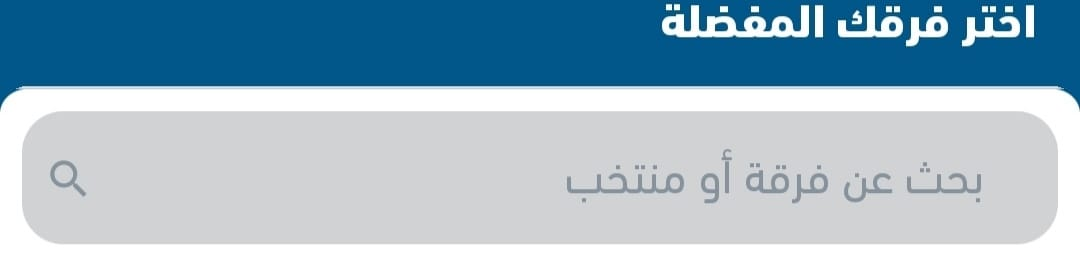 اختر فرقك المفضلة
بحث عن فرقة أو منتخب